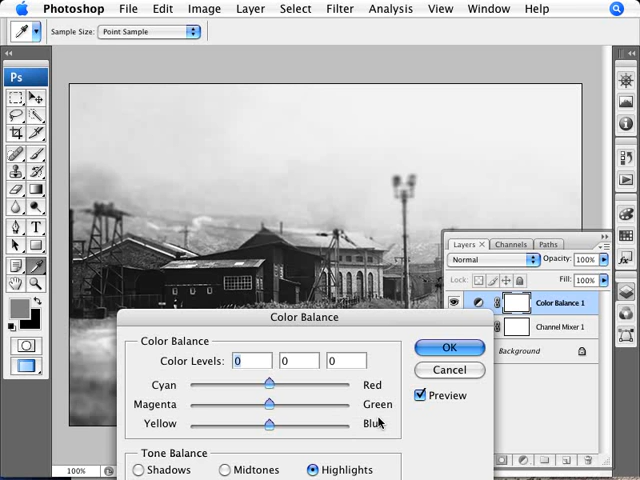 Photoshop File Edit Image Layer Select Filter Analysis View Window Help
Sample Size: Point Sample
Ps
Layers x Channels Paths
Normal Opacity: 100%
Lock: Fill: 100%
Color Balance 1
Channel Mixer 1
Background
Color Balance
Color Balance
Color Levels: 0 0 0
Cyan Red
Magenta Green
Yellow Blue
Tone Balance
Shadows Midtones Highlights
OK
Cancel
Preview
100%